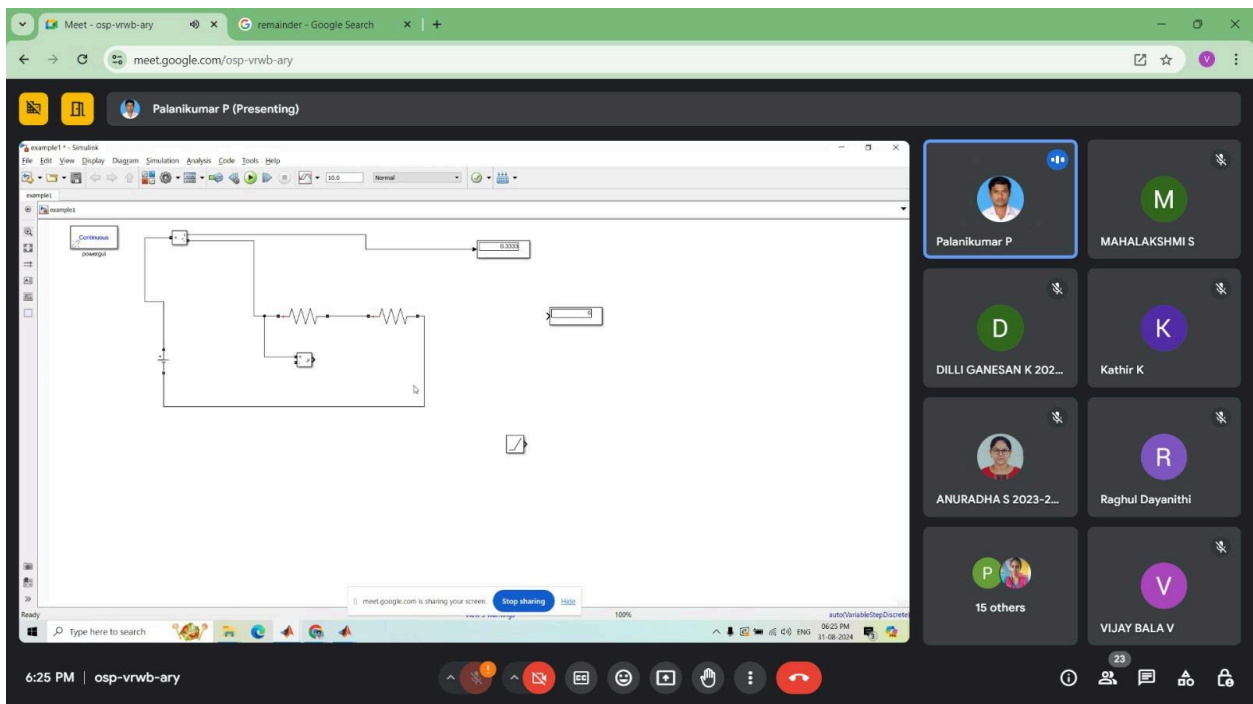 Meet - osp-vrwb-ary
remainder - Google Search
meet.google.com/osp-vrwb-ary
V
Palanikumar P (Presenting)
example1 * - Simulink
File Edit View Display Diagram Simulation Analysis Code Tools Help
10.0
Normal
example1
example1
Continuous
powergui
0.3333
Palanikumar P
M
MAHALAKSHMI S
D
DILLI GANESAN K 202...
K
Kathir K
ANURADHA S 2023-2...
R
Raghul Dayanithi
P
15 others
V
VIJAY BALA V
meet.google.com is sharing your screen.
Stop sharing
Hide
Ready
100%
auto(VariableStepDiscrete
Type here to search
ENG
06:25 PM
31-08-2024
6:25 PM | osp-vrwb-ary
23